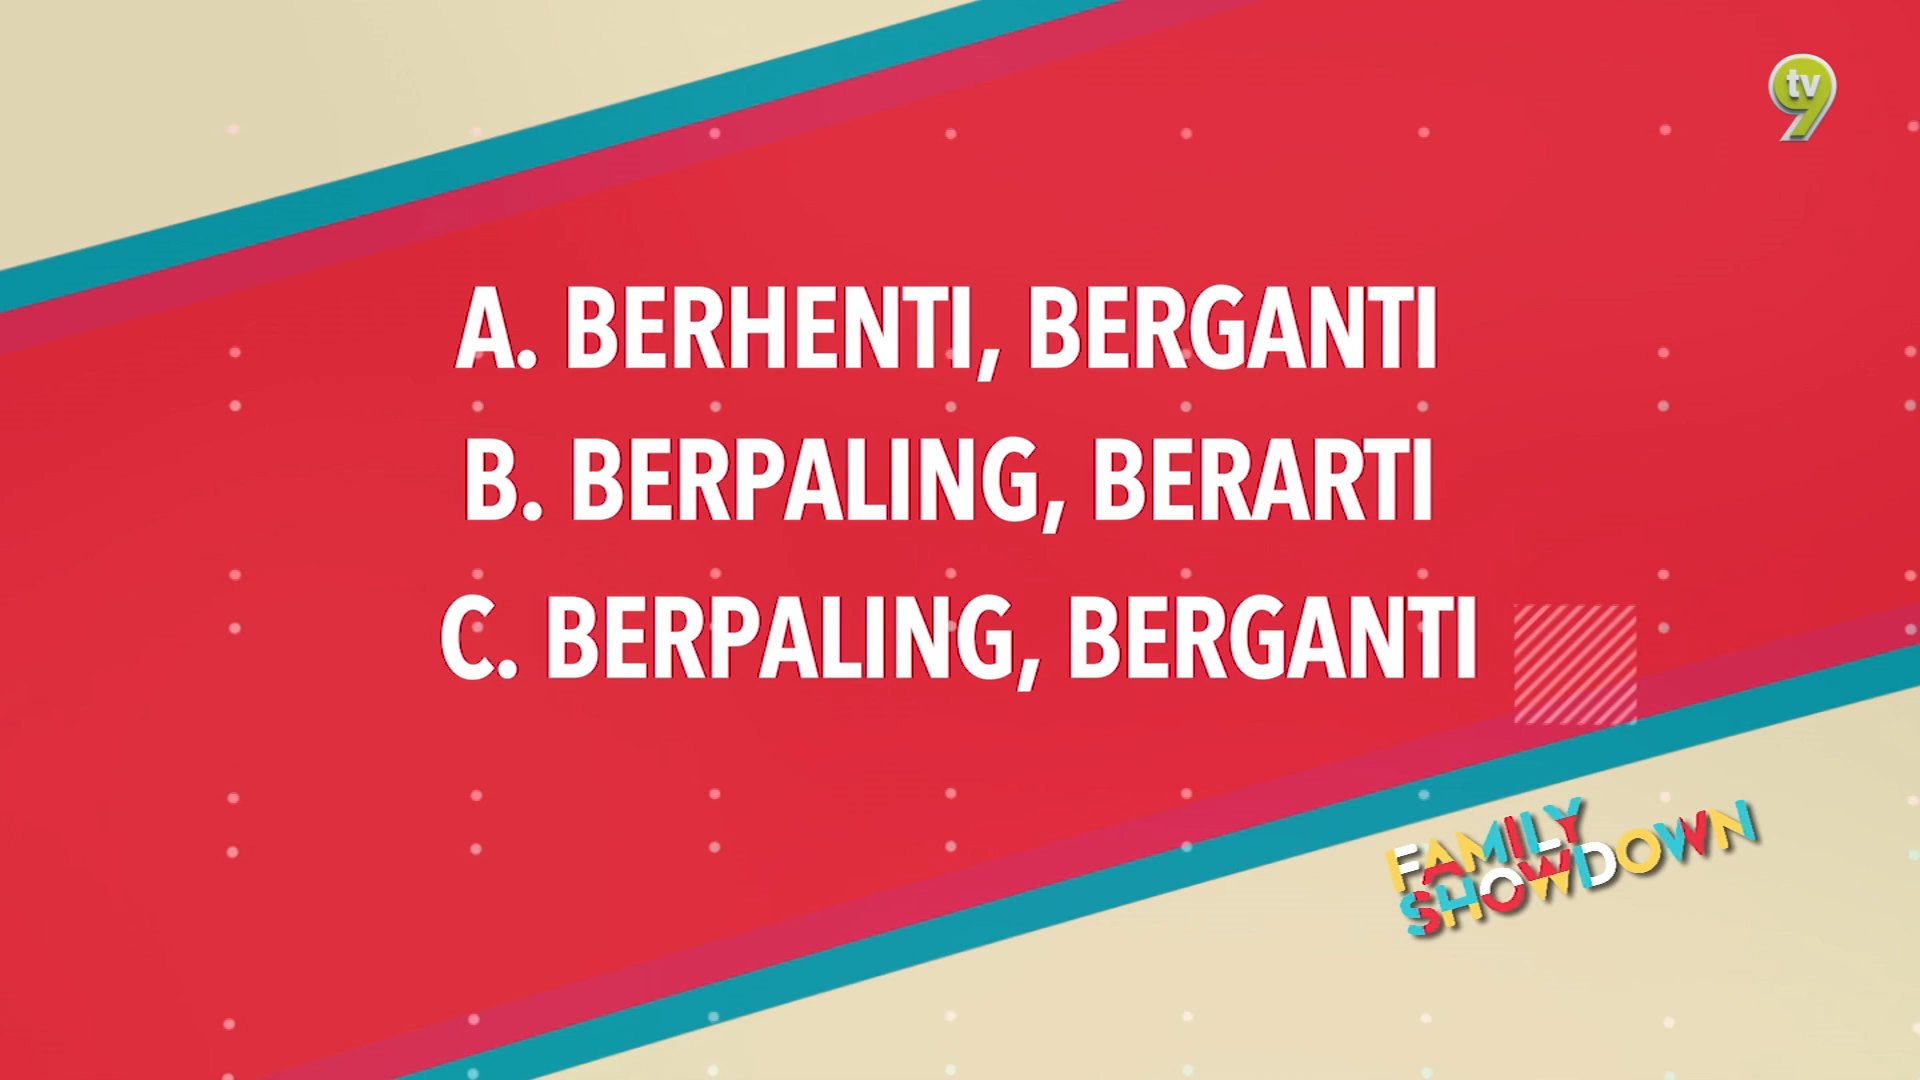 tv9
A. BERHENTI, BERGANTI
B. BERPALING, BERARTI
C. BERPALING, BERGANTI
FAMILY
SHOWDOWN